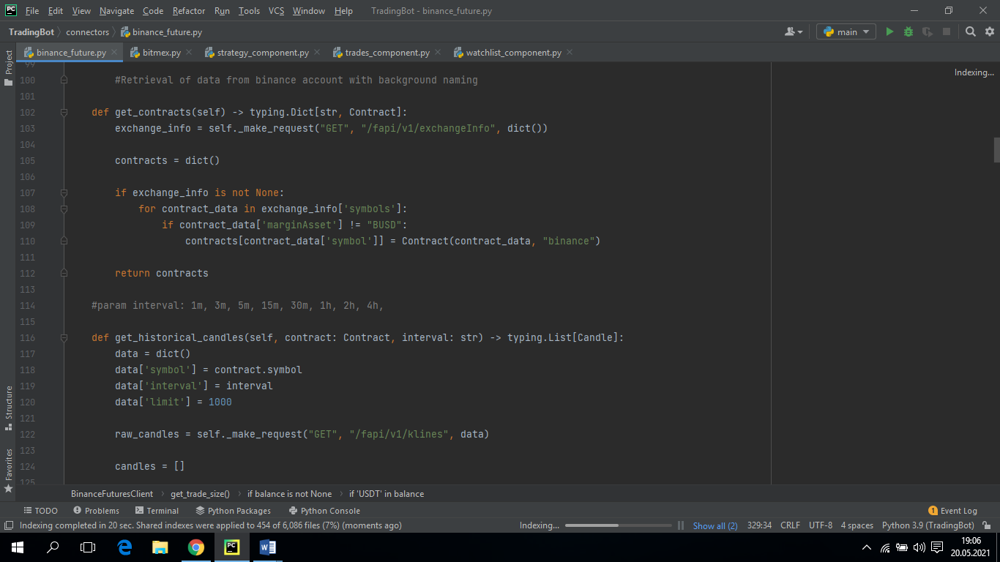 PC File Edit View Navigate Code Refactor Run Tools VCS Window Help TradingBot - binance_future.py
TradingBot connectors binance_future.py main
binance_future.py bitmex.py strategy_component.py trades_component.py watchlist_component.py
Project
Structure
Favorites
Indexing...
99
100 #Retrieval of data from binance account with background naming
101
102 def get_contracts(self) -> typing.Dict[str, Contract]:
103 exchange_info = self._make_request("GET", "/fapi/v1/exchangeInfo", dict())
104
105 contracts = dict()
106
107 if exchange_info is not None:
108 for contract_data in exchange_info['symbols']:
109 if contract_data['marginAsset'] != "BUSD":
110 contracts[contract_data['symbol']] = Contract(contract_data, "binance")
111
112 return contracts
113
114 #param interval: 1m, 3m, 5m, 15m, 30m, 1h, 2h, 4h,
115
116 def get_historical_candles(self, contract: Contract, interval: str) -> typing.List[Candle]:
117 data = dict()
118 data['symbol'] = contract.symbol
119 data['interval'] = interval
120 data['limit'] = 1000
121
122 raw_candles = self._make_request("GET", "/fapi/v1/klines", data)
123
124 candles = []
125
BinanceFuturesClient get_trade_size() if balance is not None if 'USDT' in balance
TODO Problems Terminal Python Packages Python Console 1 Event Log
Indexing completed in 20 sec. Shared indexes were applied to 454 of 6,086 files (7%) (moments ago) Indexing... Show all (2) 329:34 CRLF UTF-8 4 spaces Python 3.9 (TradingBot)
PC W 19:06
20.05.2021